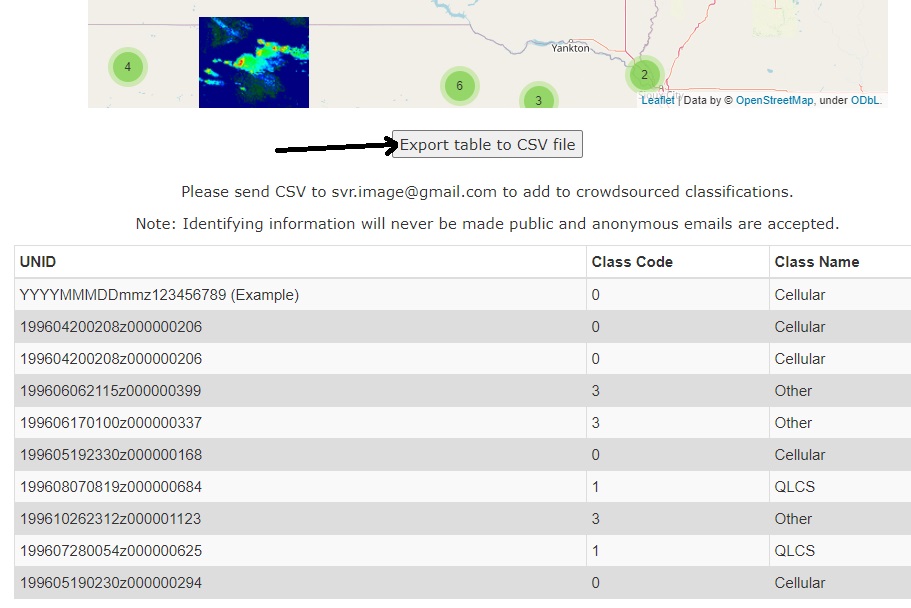 4
Yankton
6
3
2
Leaflet | Data by © OpenStreetMap, under ODbL.
Export table to CSV file
Please send CSV to svr.image@gmail.com to add to crowdsourced classifications.
Note: Identifying information will never be made public and anonymous emails are accepted.
UNID Class Code Class Name
YYYYMMMDDmmz123456789 (Example) 0 Cellular
199604200208z000000206 0 Cellular
199604200208z000000206 0 Cellular
199606062115z000000399 3 Other
199606170100z000000337 3 Other
199605192330z000000168 0 Cellular
199608070819z000000684 1 QLCS
199610262312z000001123 3 Other
199607280054z000000625 1 QLCS
199605190230z000000294 0 Cellular